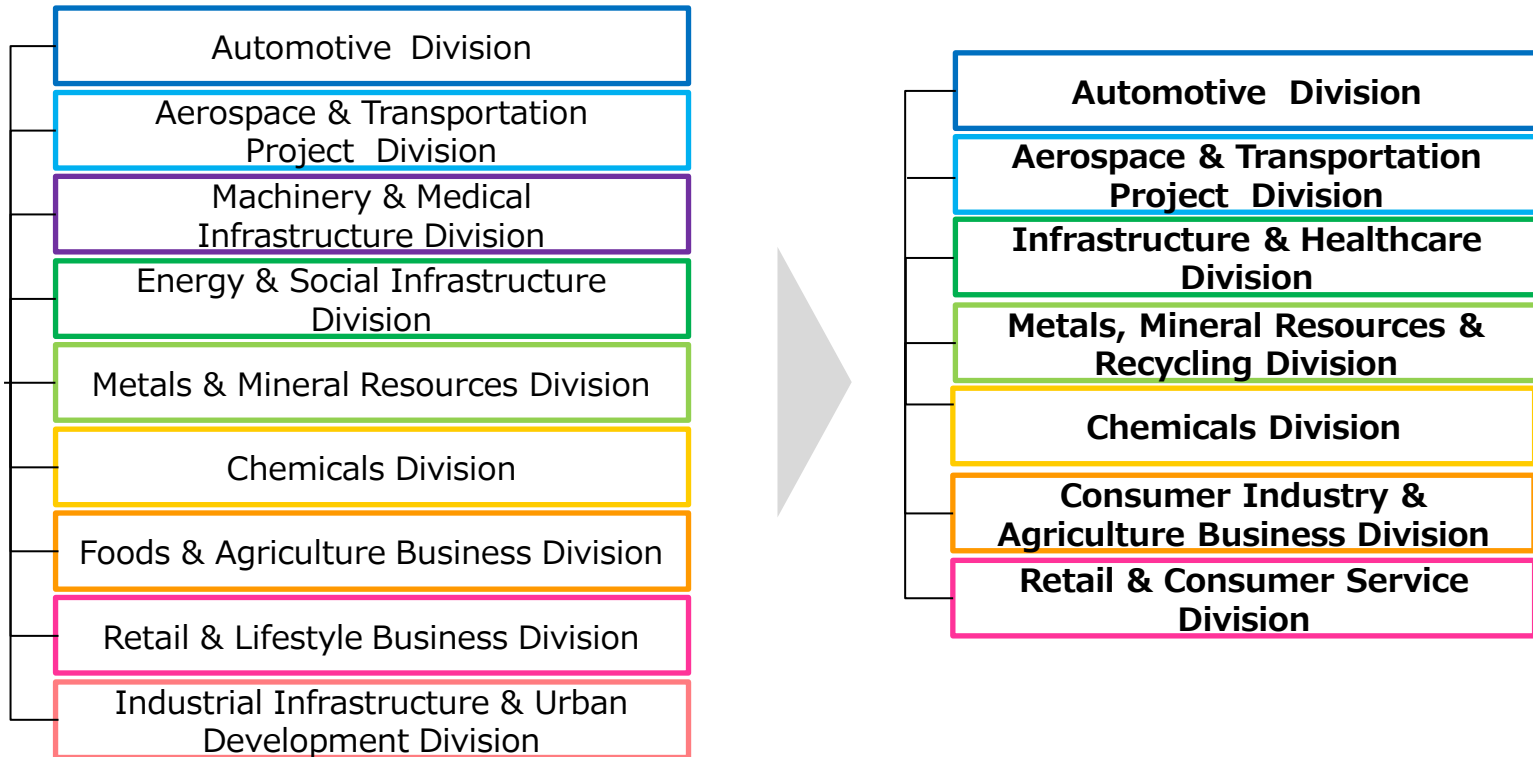 Automotive Division
Aerospace & Transportation
Project Division
Machinery & Medical
Infrastructure Division
Energy & Social Infrastructure
Division
Metals & Mineral Resources Division
Chemicals Division
Foods & Agriculture Business Division
Retail & Lifestyle Business Division
Industrial Infrastructure & Urban
Development Division
Automotive Division
Aerospace & Transportation
Project Division
Infrastructure & Healthcare
Division
Metals, Mineral Resources &
Recycling Division
Chemicals Division
Consumer Industry &
Agriculture Business Division
Retail & Consumer Service
Division